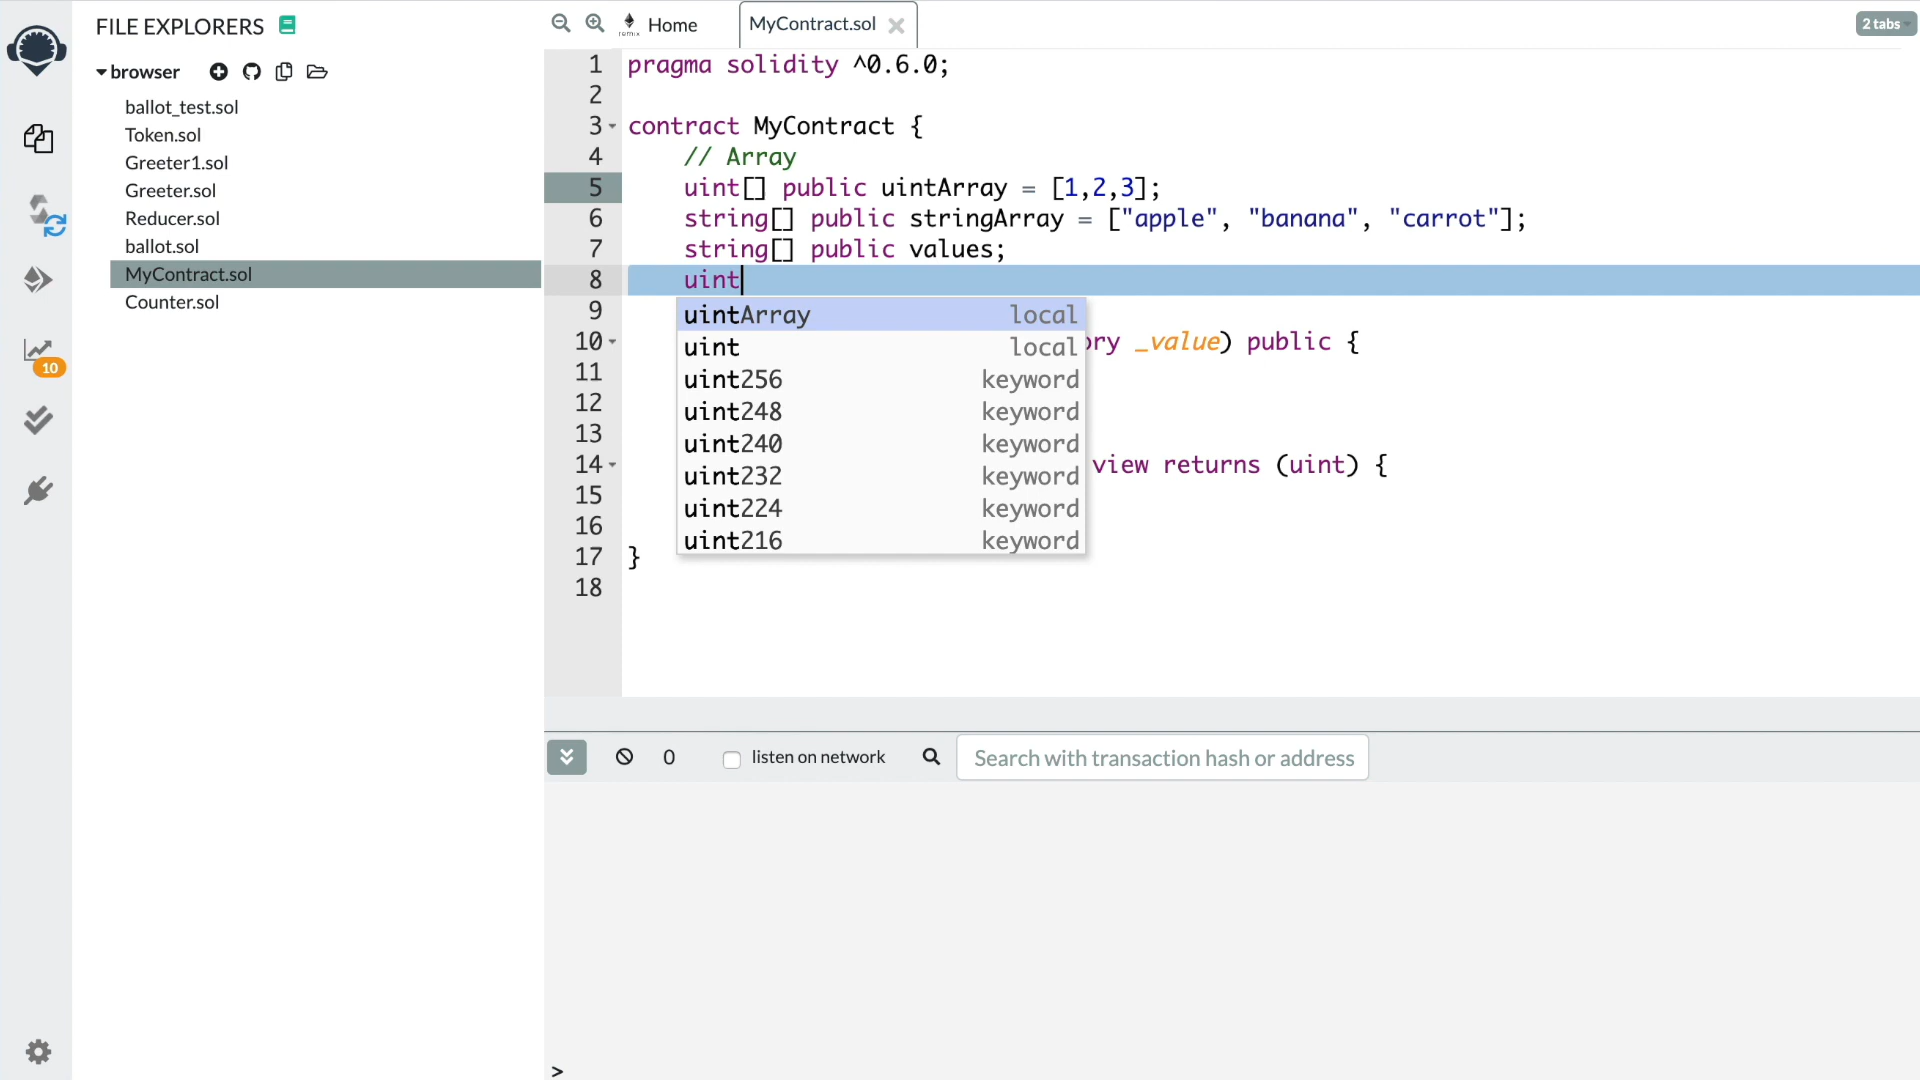 FILE EXPLORERS
browser
ballot_test.sol
Token.sol
Greeter1.sol
Greeter.sol
Reducer.sol
ballot.sol
MyContract.sol
Counter.sol
10
remix Home
MyContract.sol
2 tabs
1 pragma solidity ^0.6.0;
2
3 contract MyContract {
4 // Array
5 uint[] public uintArray = [1,2,3];
6 string[] public stringArray = ["apple", "banana", "carrot"];
7 string[] public values;
8 uint
9
10 ory _value) public {
11
12
13
14 view returns (uint) {
15
16
17 }
18
uintArray local
uint local
uint256 keyword
uint248 keyword
uint240 keyword
uint232 keyword
uint224 keyword
uint216 keyword
0 listen on network Search with transaction hash or address
>